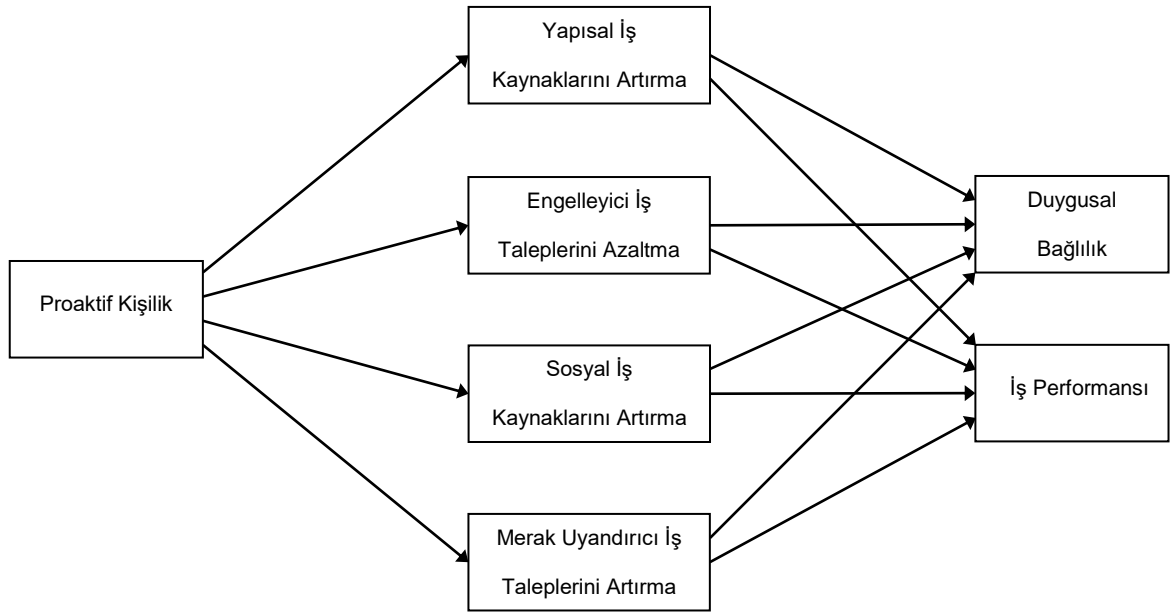 Yapısal İş
Kaynaklarını Artırma
Engelleyici İş
Taleplerini Azaltma
Duygusal
Bağlılık
Proaktif Kişilik
Sosyal İş
Kaynaklarını Artırma
İş Performansı
Merak Uyandırıcı İş
Taleplerini Artırma